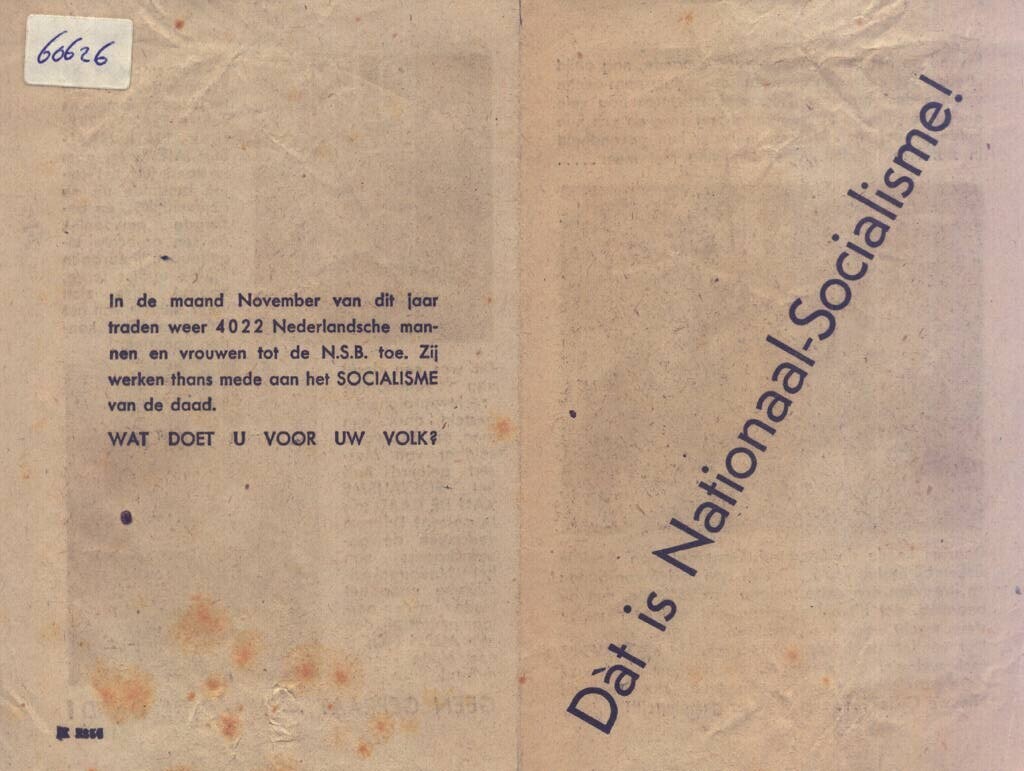 60626
In de maand November van dit jaar
traden weer 4022 Nederlandsche man-
nen en vrouwen tot de N.S.B. toe. Zij
werken thans mede aan het SOCIALISME
van de daad.
WAT DOET U VOOR UW VOLK?
Dàt is Nationaal-Socialisme!